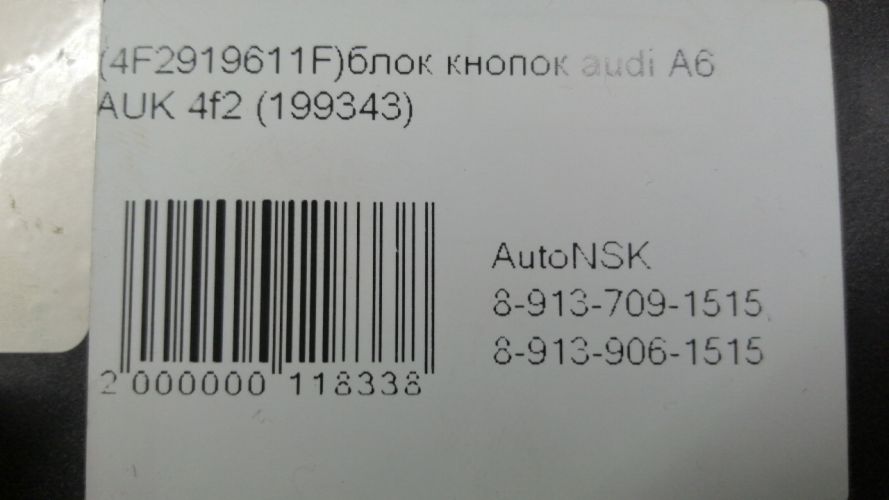 (4F2919611F)блок кнопок audi A6
AUK 4f2 (199343)
AutoNSK
8-913-709-1515
8-913-906-1515
2 000000 118338